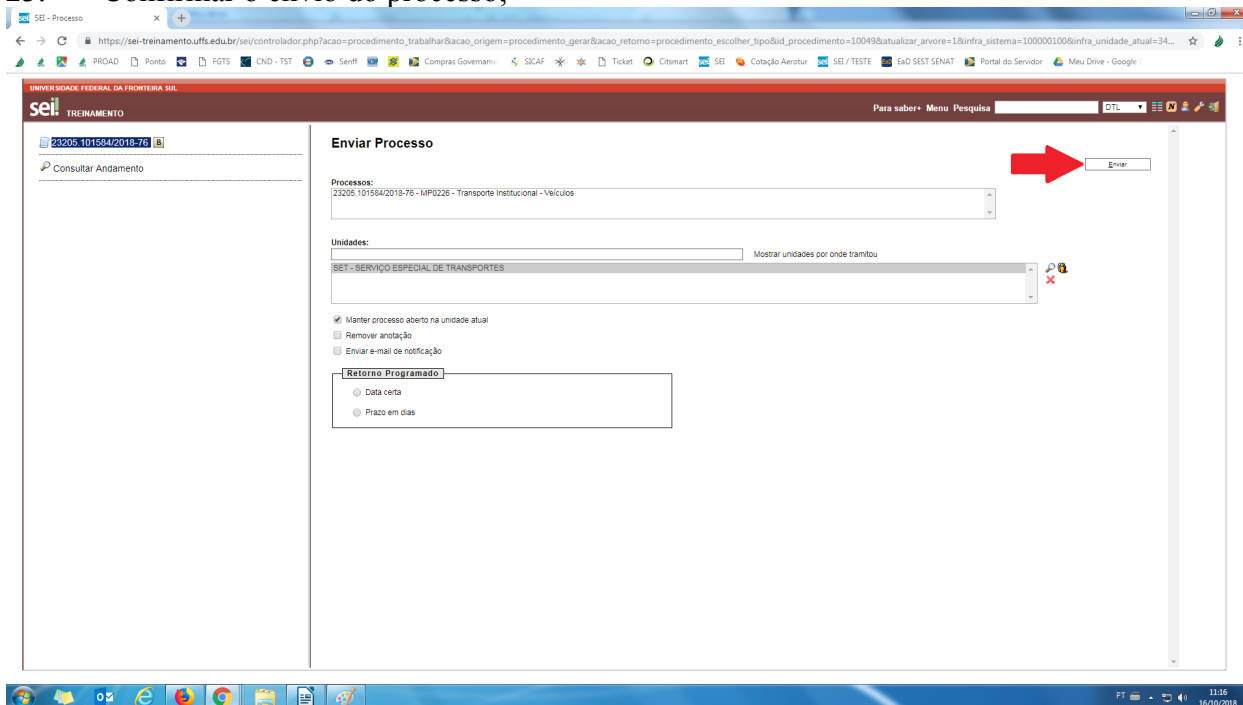 SEI - Processo
https://sei-treinamento.uffs.edu.br/sei/controlador.php?acao=procedimento_trabalhar&acao_origem=procedimento_gerar&acao_retorno=procedimento_escolher_tipo&id_procedimento=10049&atualizar_arvore=1&infra_sistema=100000100&infra_unidade_atual=34...
PROAD Ponto FGTS CND - TST Senff Compras Govername SICAF Ticket Citsmart SEI Cotação Aerotur SEI / TESTE EaD SEST SENAT Portal do Servidor Meu Drive - Google
UNIVERSIDADE FEDERAL DA FRONTEIRA SUL
sei! TREINAMENTO
Para saber+ Menu Pesquisa DTL
23205.101584/2018-76
Consultar Andamento
Enviar Processo
Enviar
Processos:
23205.101584/2018-76 - MP0226 - Transporte Institucional - Veículos
Unidades:
Mostrar unidades por onde tramitou
SET - SERVIÇO ESPECIAL DE TRANSPORTES
Manter processo aberto na unidade atual
Remover anotação
Enviar e-mail de notificação
Retorno Programado
Data certa
Prazo em dias
PT 11:16
16/10/2018